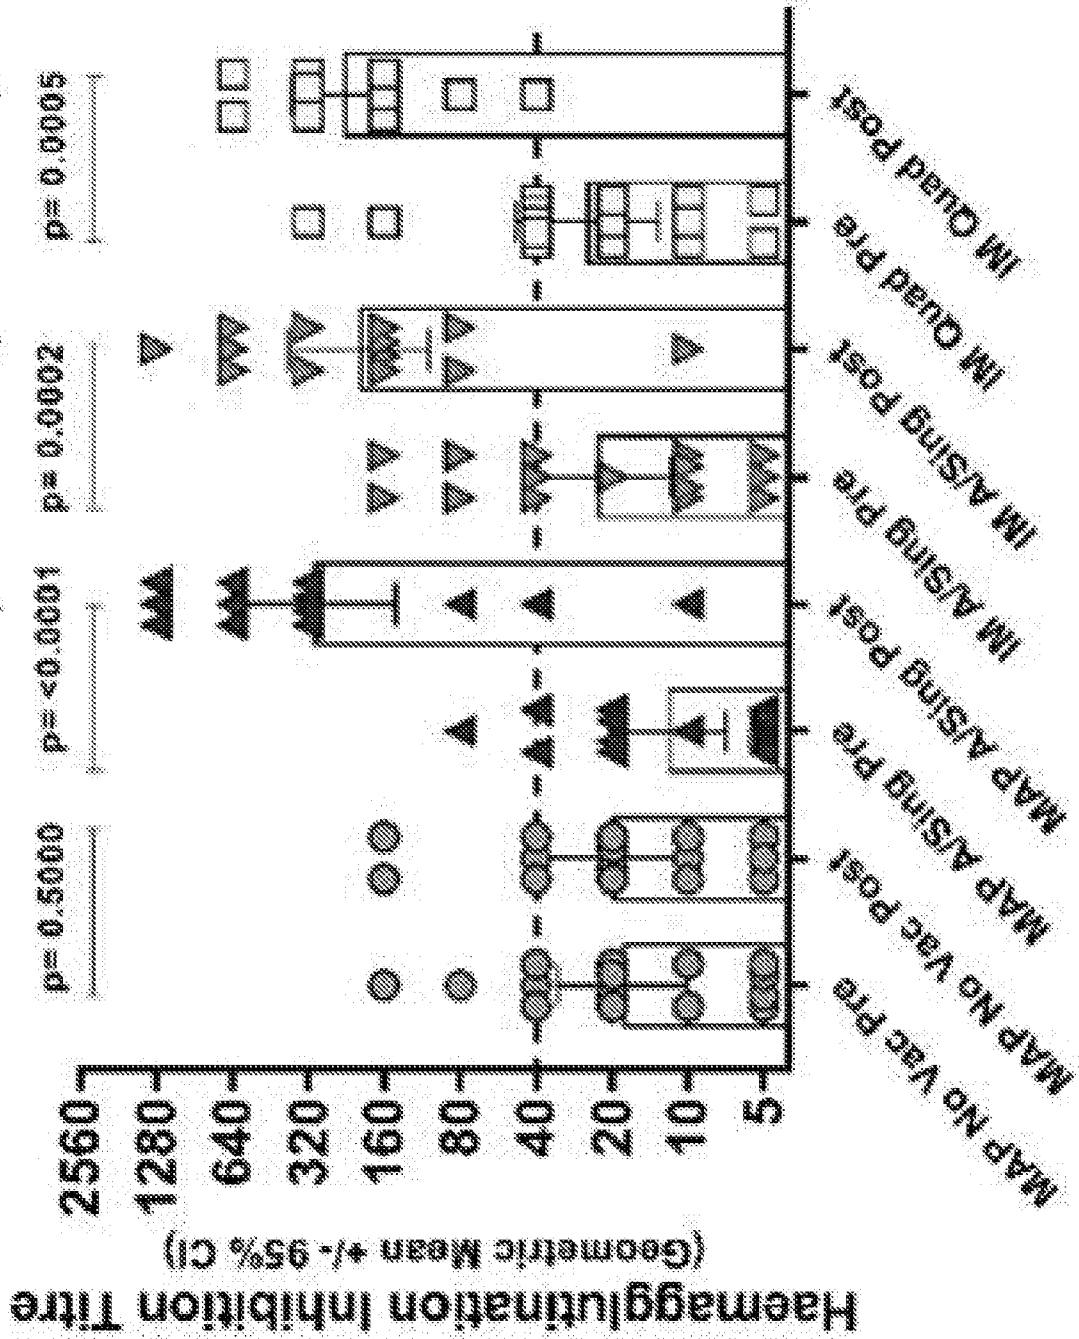 Haemagglutination Inhibition Titre
(Geometric Mean +/- 95% CI)
2560
1280
640
320
160
80
40
20
10
5
p= 0.5000
p= <0.0001
p= 0.0002
p= 0.0005
MAP No Vac Pre
MAP No Vac Post
MAP A/Sing Pre
MAP A/Sing Post
IM A/Sing Pre
IM A/Sing Post
IM Quad Pre
IM Quad Post